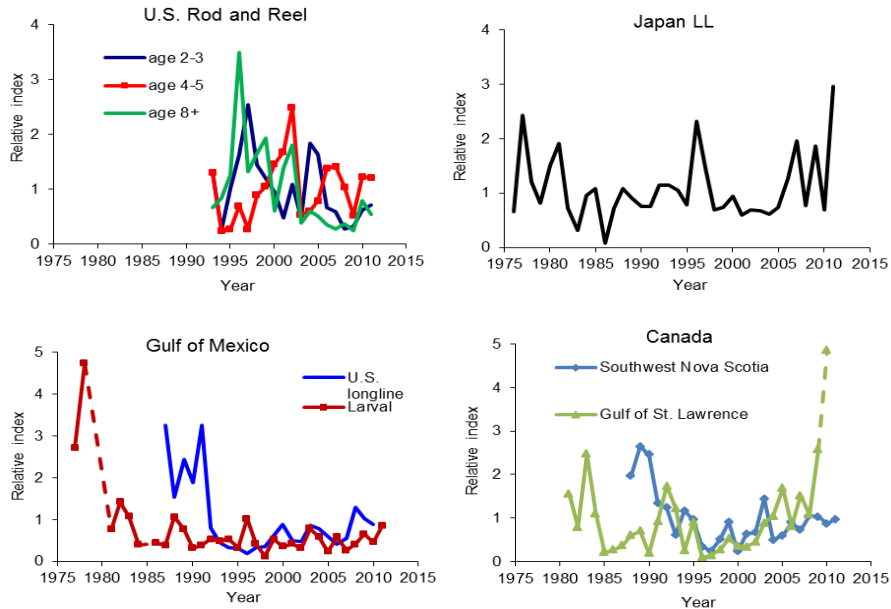 U.S. Rod and Reel
Relative index
4
3
2
1
0
age 2-3
age 4-5
age 8+
1975 1980 1985 1990 1995 2000 2005 2010 2015
Year
Japan LL
Relative index
4
3
2
1
0
1975 1980 1985 1990 1995 2000 2005 2010 2015
Year
Gulf of Mexico
Relative index
5
4
3
2
1
0
U.S.
longline
Larval
1975 1980 1985 1990 1995 2000 2005 2010 2015
Year
Canada
Relative index
5
4
3
2
1
0
Southwest Nova Scotia
Gulf of St. Lawrence
1975 1980 1985 1990 1995 2000 2005 2010 2015
Year